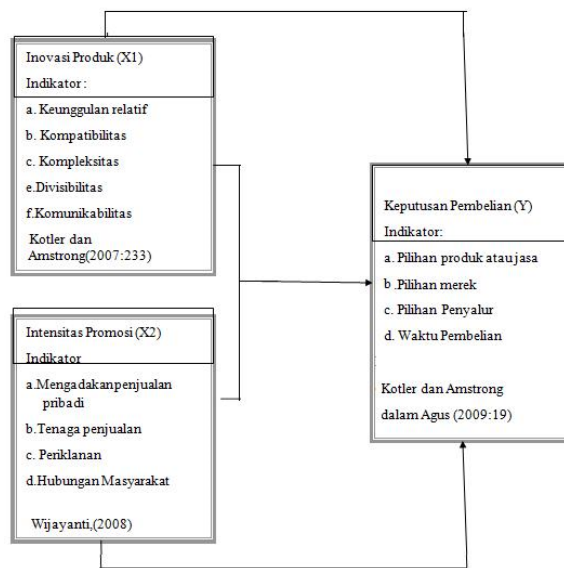 Inovasi Produk (X1)
Indikator :
a. Keunggulan relatif
b. Kompatibilitas
c. Kompleksitas
e.Divisibilitas
f.Komunikabilitas
Kotler dan
Amstrong(2007:233)
Intensitas Promosi (X2)
Indikator
a.Mengadakan penjualan
pribadi
b.Tenaga penjualan
c. Periklanan
d.Hubungan Masyarakat
Wijayanti,(2008)
Keputusan Pembelian (Y)
Indikator:
a. Pilihan produk atau jasa
b .Pilihan merek
c. Pilihan Penyalur
d. Waktu Pembelian
Kotler dan Amstrong
dalam Agus (2009:19)